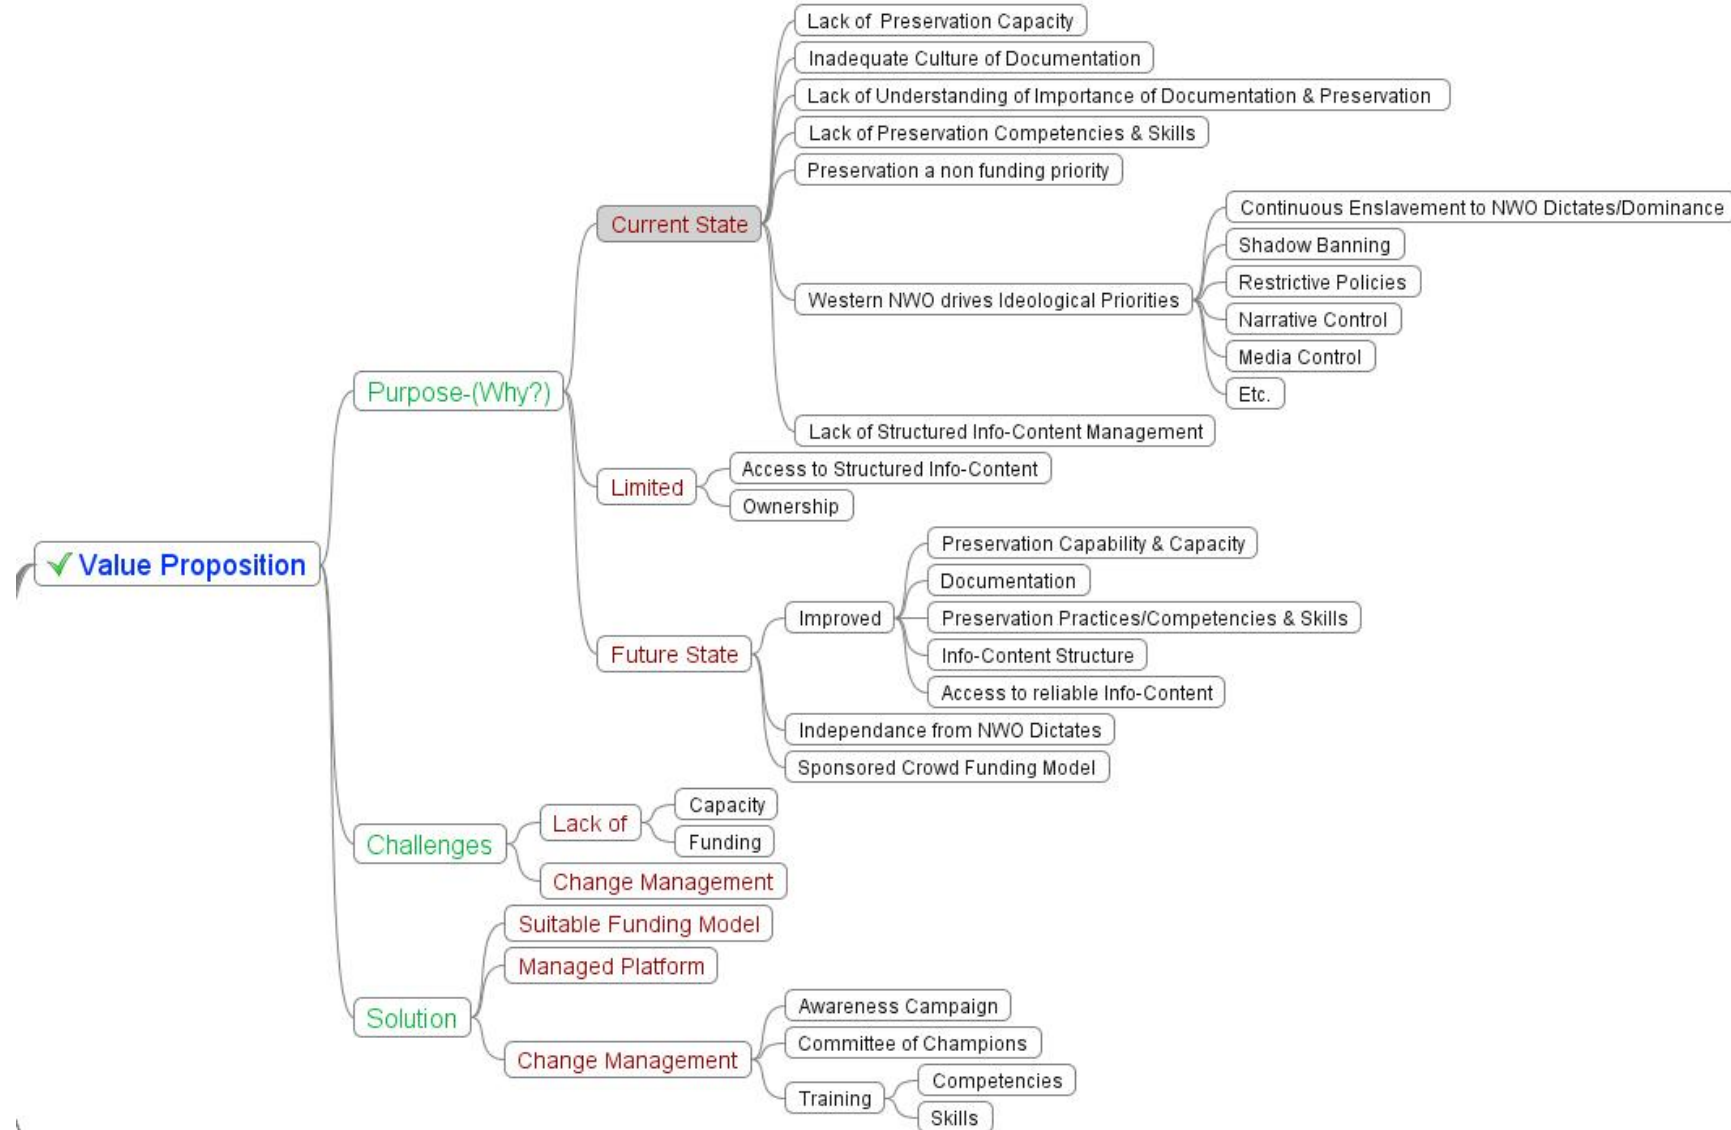 Value Proposition
Purpose-(Why?)
Current State
Lack of Preservation Capacity
Inadequate Culture of Documentation
Lack of Understanding of Importance of Documentation & Preservation
Lack of Preservation Competencies & Skills
Preservation a non funding priority
Western NWO drives Ideological Priorities
Continuous Enslavement to NWO Dictates/Dominance
Shadow Banning
Restrictive Policies
Narrative Control
Media Control
Etc.
Lack of Structured Info-Content Management
Limited
Access to Structured Info-Content
Ownership
Future State
Improved
Preservation Capability & Capacity
Documentation
Preservation Practices/Competencies & Skills
Info-Content Structure
Access to reliable Info-Content
Independance from NWO Dictates
Sponsored Crowd Funding Model
Challenges
Lack of
Capacity
Funding
Change Management
Solution
Suitable Funding Model
Managed Platform
Change Management
Awareness Campaign
Committee of Champions
Training
Competencies
Skills